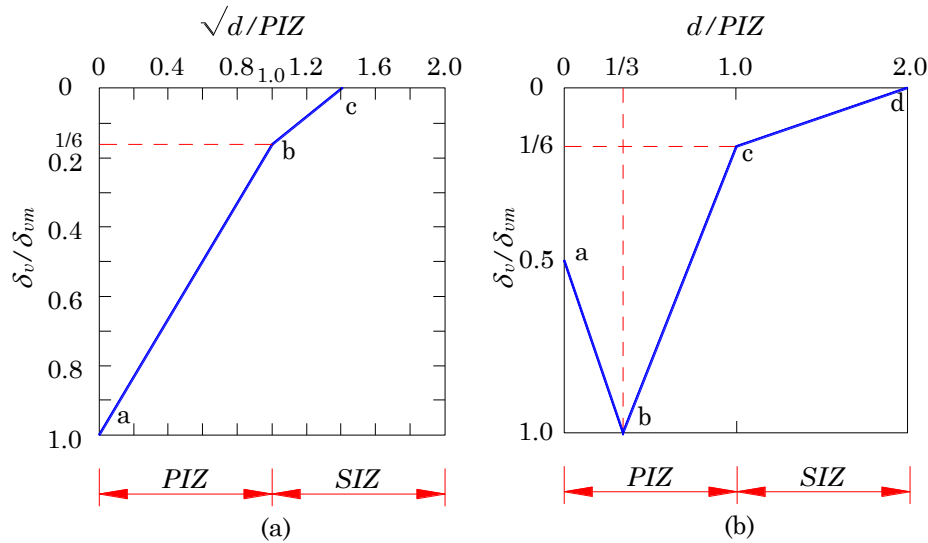 √d/PIZ
0 0.4 0.8 1.0 1.2 1.6 2.0
0
1/6
0.2
0.4
0.6
0.8
1.0
δv/δvm
a
b
c
PIZ SIZ
(a)
d/PIZ
0 1/3 1.0 2.0
0
1/6
0.5
1.0
δv/δvm
a
b
c
d
PIZ SIZ
(b)